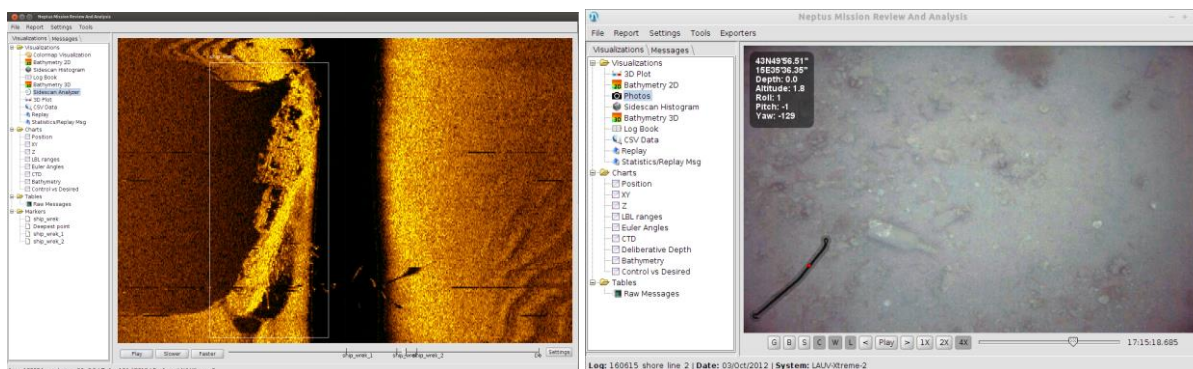 Neptus Mission Review And Analysis
File Report Settings Tools
Visualizations Messages
Visualizations
Colormap Visualization
Bathymetry 2D
Sidescan Histogram
Log Book
Bathymetry 3D
Sidescan Analyzer
3D Plot
CSV Data
Replay
Statistics/Replay Msg
Charts
Position
XY
Z
LBL ranges
Euler Angles
CTD
Bathymetry
Control vs Desired
Tables
Raw Messages
Markers
ship_wrek
Deepest point
ship_wrek_1
ship_wrek_2
Play Slower Faster Settings
Neptus Mission Review And Analysis
File Report Settings Tools Exporters
Visualizations Messages
Visualizations
3D Plot
Bathymetry 2D
Photos
Sidescan Histogram
Bathymetry 3D
Log Book
CSV Data
Replay
Statistics/Replay Msg
Charts
Position
XY
Z
LBL ranges
Euler Angles
CTD
Deliberative Depth
Bathymetry
Control vs Desired
Tables
Raw Messages
43N49'56.51"
15E35'36.35"
Depth: 0.0
Altitude: 1.8
Roll: 1
Pitch: -1
Yaw: -129
G B S C W L < Play > 1X 2X 4X 17:15:18.685
Log: 160615_shore_line_2 | Date: 03/Oct/2012 | System: LAUV-Xtreme-2